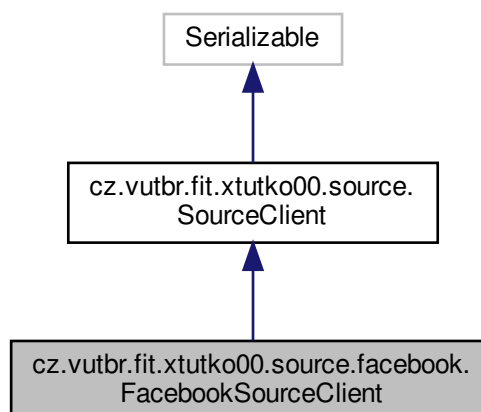 Serializable
cz.vutbr.fit.xtutko00.source.
SourceClient
cz.vutbr.fit.xtutko00.source.facebook.
FacebookSourceClient